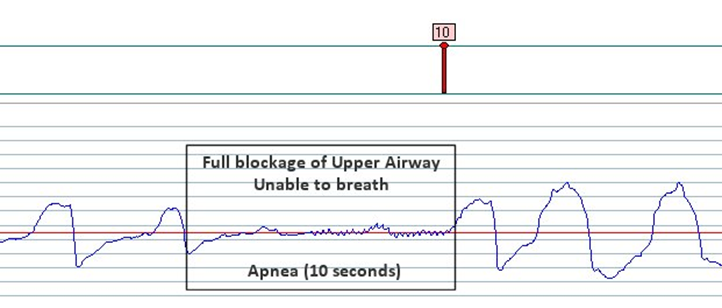 10
Full blockage of Upper Airway
Unable to breath
Apnea (10 seconds)